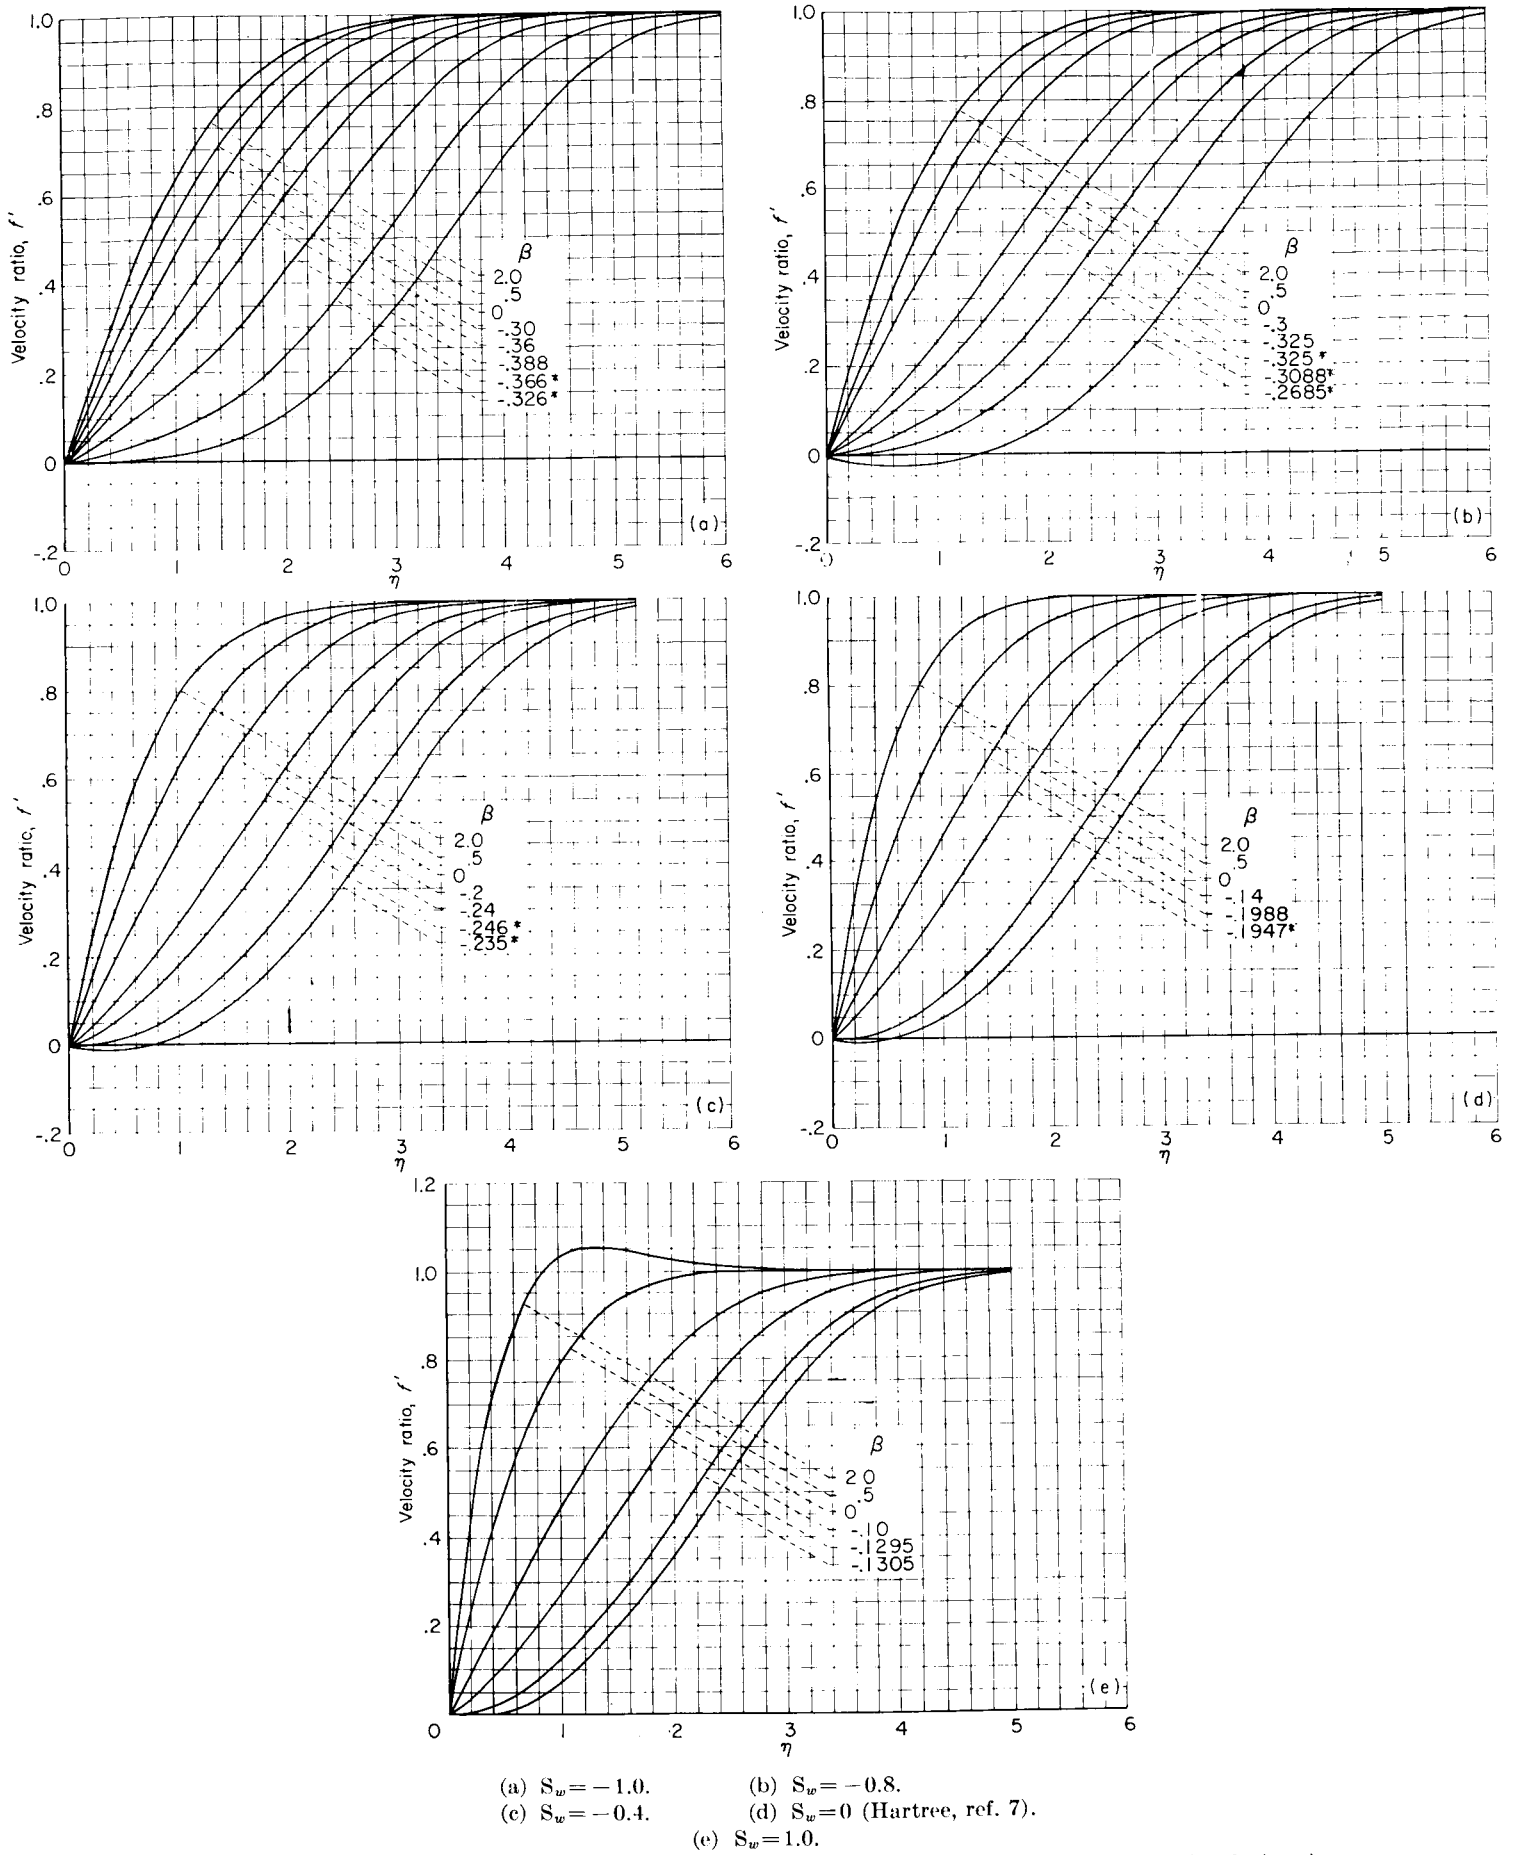 1.0
.8
.6
.4
.2
0
-.2
Velocity ratio, f′
β
2.0
.5
0
-.30
-.36
-.388
-.366*
-.326*
(a)
0 1 2 3 4 5 6
η
1.0
.8
.6
.4
.2
0
-.2
Velocity ratio, f′
β
2.0
.5
0
-.3
-.325
-.325*
-.3088*
-.2685*
(b)
0 1 2 3 4 5 6
η
1.0
.8
.6
.4
.2
0
-.2
Velocity ratio, f′
β
2.0
.5
0
-.2
-.24
-.246*
-.235*
(c)
0 1 2 3 4 5 6
η
1.0
.8
.6
.4
.2
0
-.2
Velocity ratio, f′
β
2.0
.5
0
-.14
-.1988
-.1947*
(d)
0 1 2 3 4 5 6
η
1.2
1.0
.8
.6
.4
.2
0
Velocity ratio, f′
β
2.0
.5
0
-.10
-.1295
-.1305
(e)
1 2 3 4 5 6
η
(a) S_w=−1.0. (b) S_w=−0.8.
(c) S_w=−0.4. (d) S_w=0 (Hartree, ref. 7).
(e) S_w=1.0.